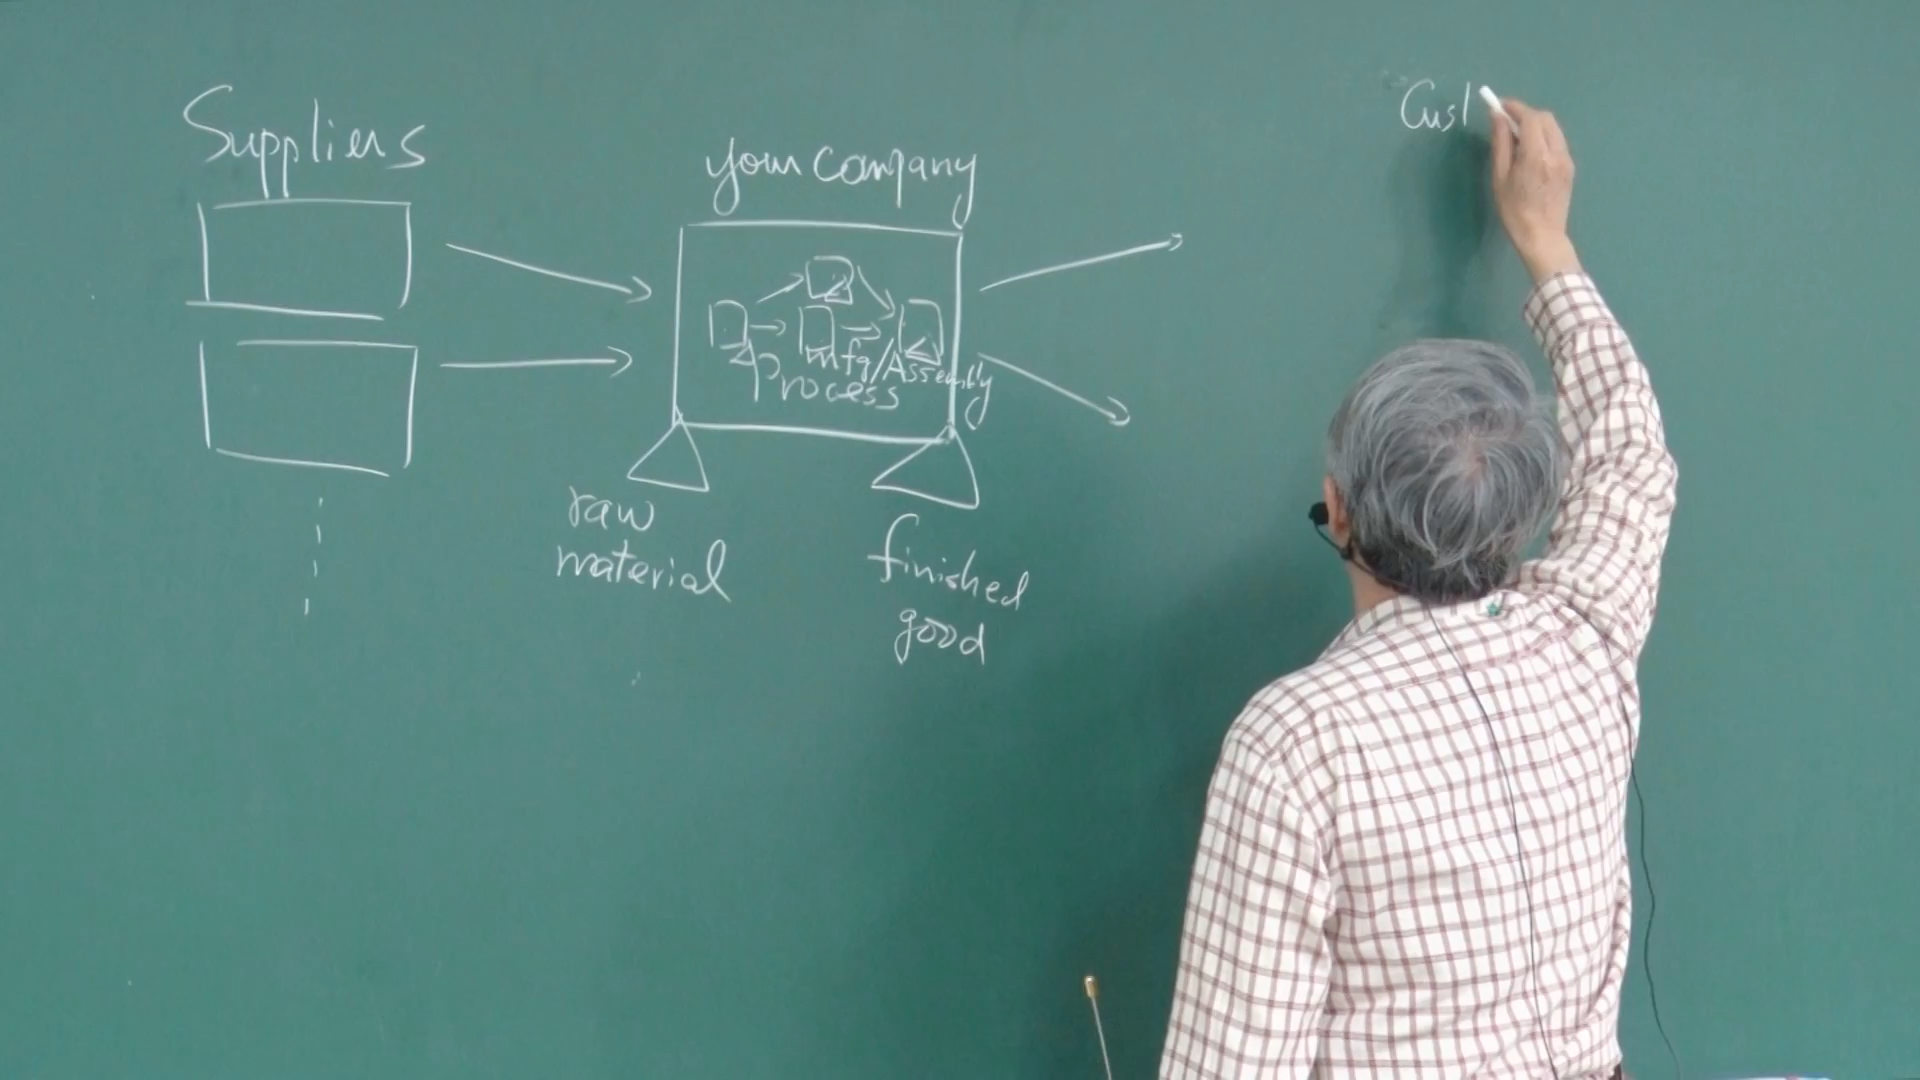 Suppliers
your company
mfg/Assembly
Process
raw
material
finished
good
Cust